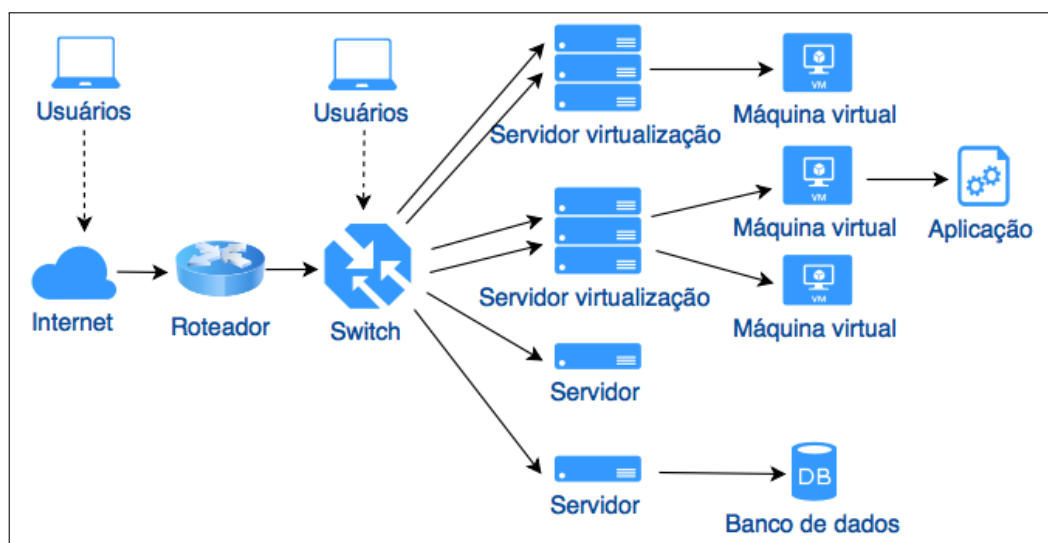 Usuários
Usuários
Servidor virtualização
VM
Máquina virtual
VM
Máquina virtual
Aplicação
Internet
Roteador
Switch
Servidor virtualização
VM
Máquina virtual
Servidor
Servidor
DB
Banco de dados